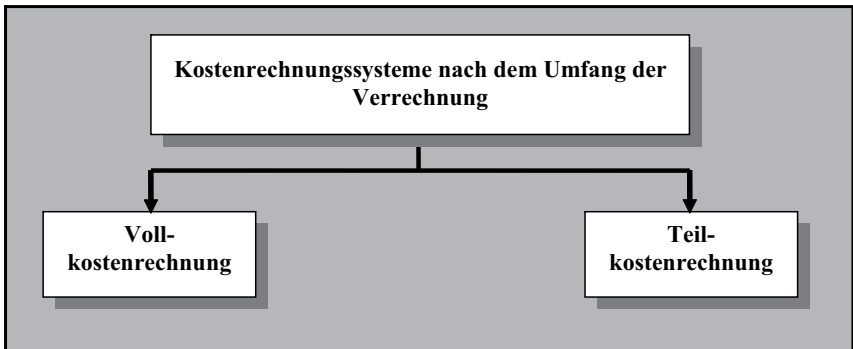 Kostenrechnungssysteme nach dem Umfang der
Verrechnung
Voll-
kostenrechnung
Teil-
kostenrechnung